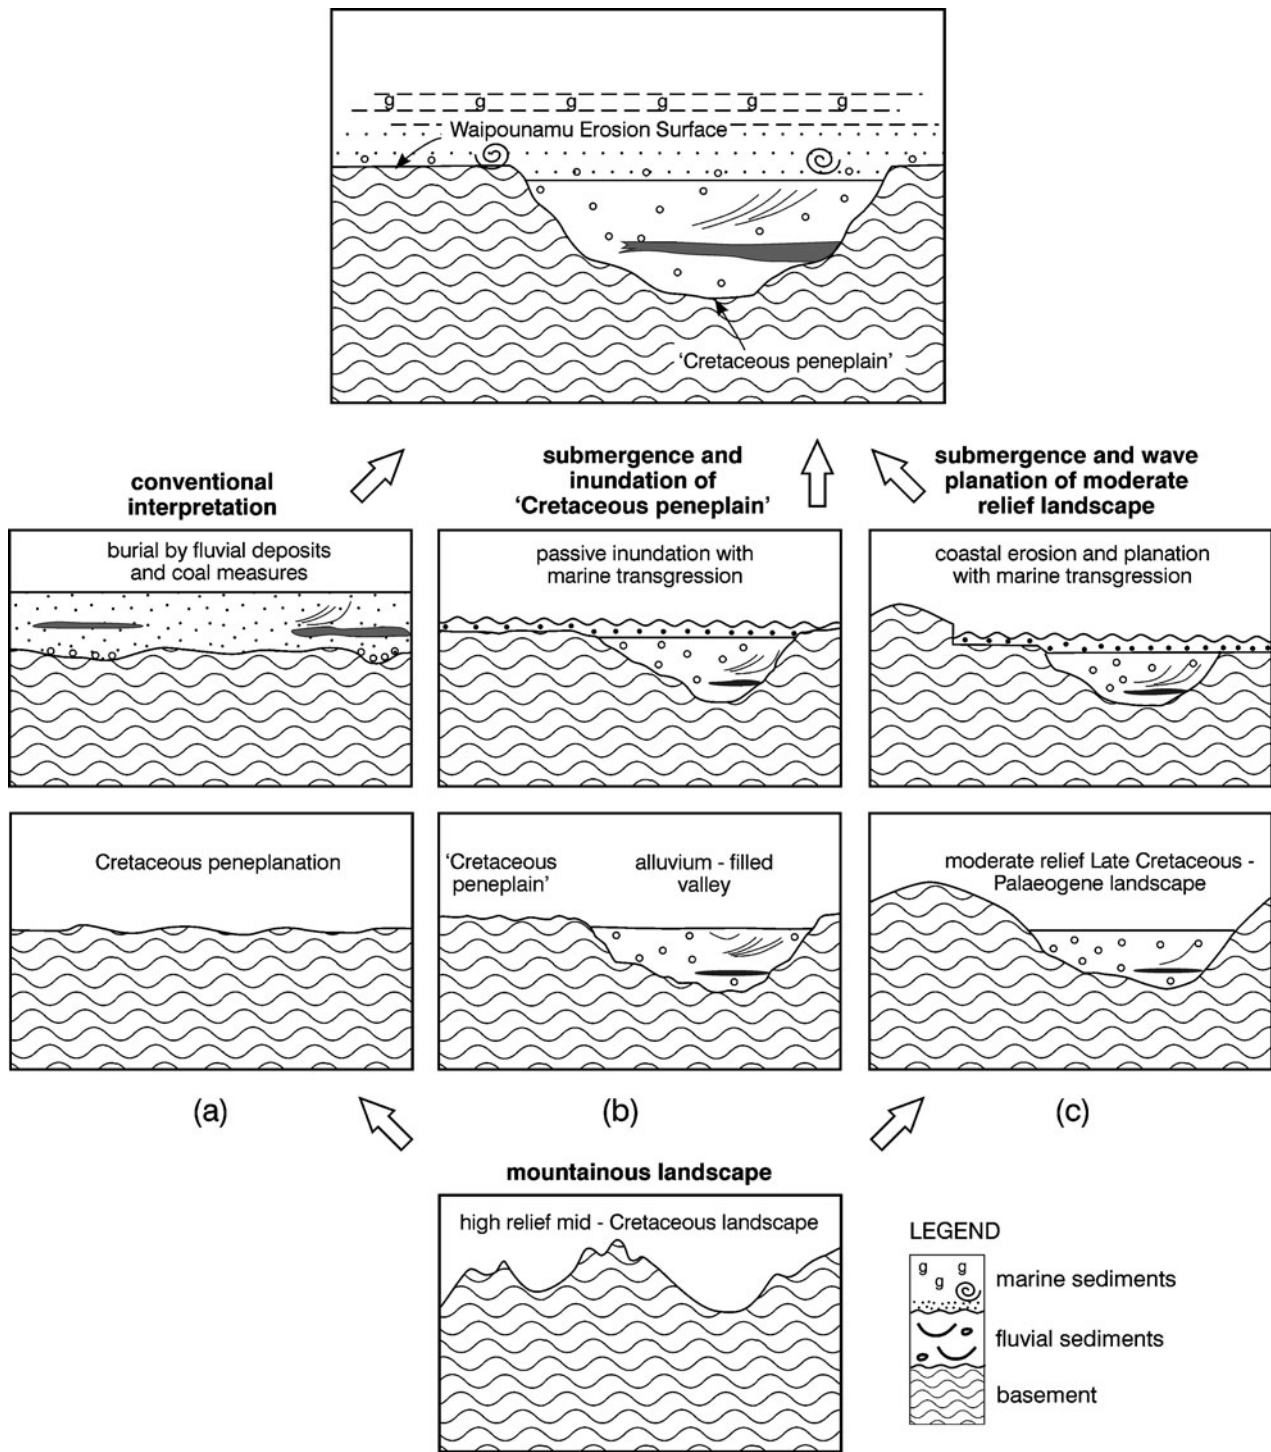 g g g g g g
Waipounamu Erosion Surface
'Cretaceous peneplain'
conventional
interpretation
submergence and
inundation of
'Cretaceous peneplain'
submergence and wave
planation of moderate
relief landscape
burial by fluvial deposits
and coal measures
passive inundation with
marine transgression
coastal erosion and planation
with marine transgression
Cretaceous peneplanation
'Cretaceous
peneplain'
alluvium - filled
valley
moderate relief Late Cretaceous -
Palaeogene landscape
(a)
(b)
(c)
mountainous landscape
high relief mid - Cretaceous landscape
LEGEND
g g
g
marine sediments
fluvial sediments
basement